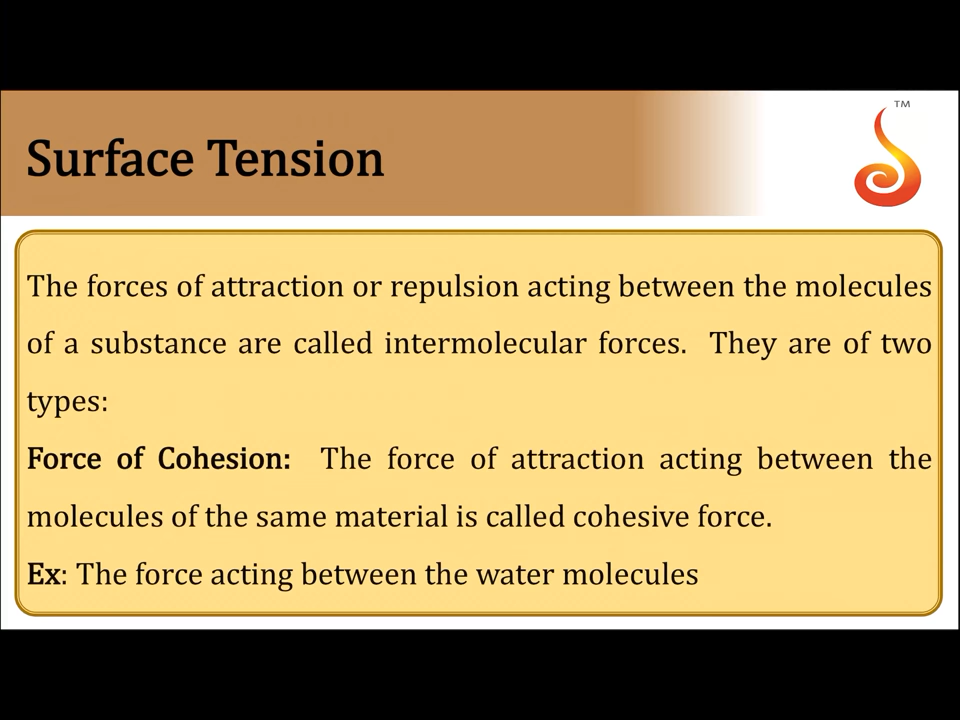 TM
Surface Tension
The forces of attraction or repulsion acting between the molecules
of a substance are called intermolecular forces. They are of two
types:
Force of Cohesion: The force of attraction acting between the
molecules of the same material is called cohesive force.
Ex: The force acting between the water molecules